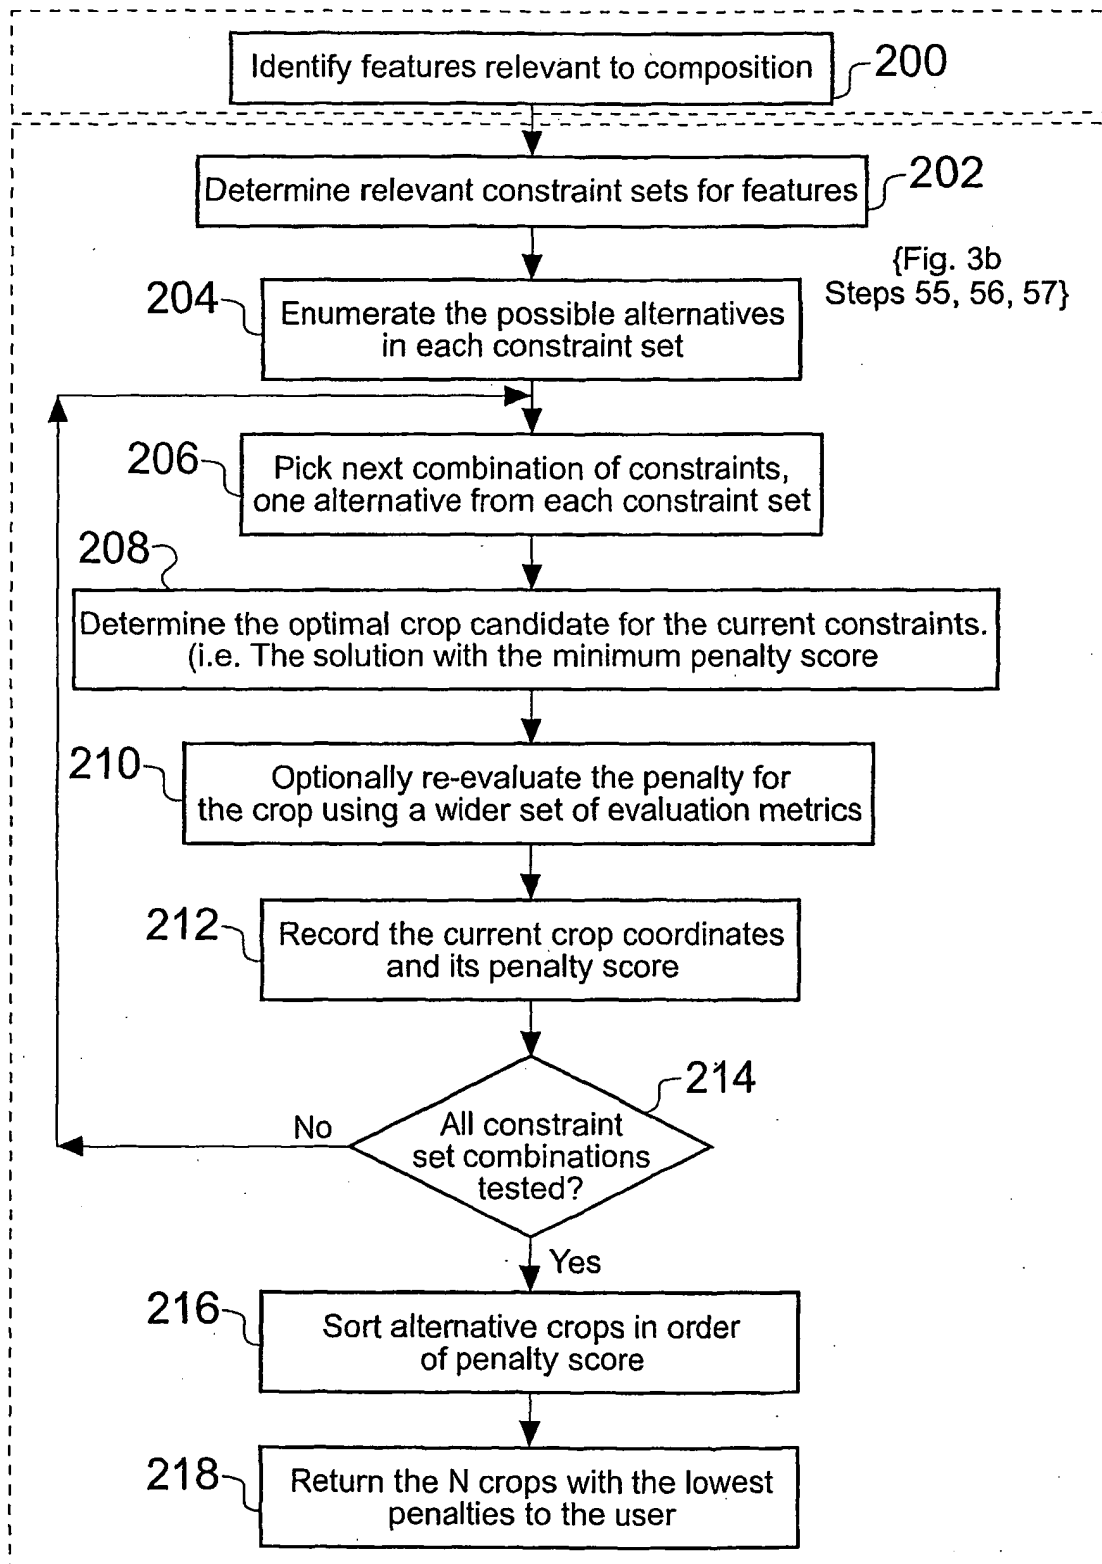 Identify features relevant to composition
200
Determine relevant constraint sets for features
202
{Fig. 3b
Steps 55, 56, 57}
204
Enumerate the possible alternatives
in each constraint set
206
Pick next combination of constraints,
one alternative from each constraint set
208
Determine the optimal crop candidate for the current constraints.
(i.e. The solution with the minimum penalty score
210
Optionally re-evaluate the penalty for
the crop using a wider set of evaluation metrics
212
Record the current crop coordinates
and its penalty score
214
No
All constraint
set combinations
tested?
Yes
216
Sort alternative crops in order
of penalty score
218
Return the N crops with the lowest
penalties to the user